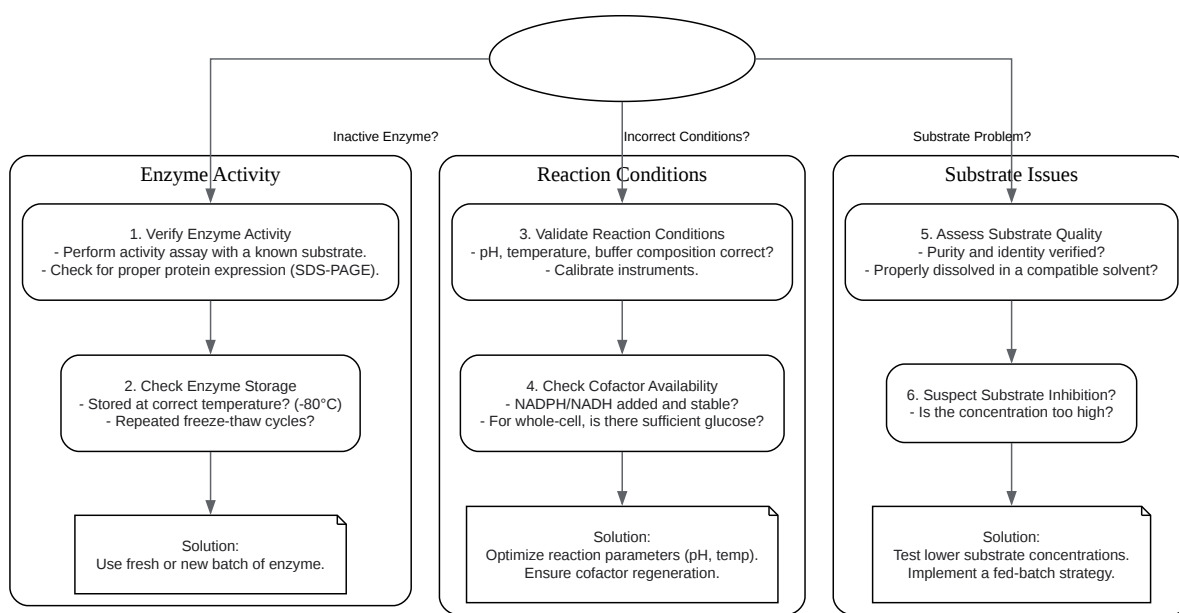 Inactive Enzyme?
Incorrect Conditions?
Substrate Problem?
Enzyme Activity
1. Verify Enzyme Activity
- Perform activity assay with a known substrate.
- Check for proper protein expression (SDS-PAGE).
2. Check Enzyme Storage
- Stored at correct temperature? (-80°C)
- Repeated freeze-thaw cycles?
Solution:
Use fresh or new batch of enzyme.
Reaction Conditions
3. Validate Reaction Conditions
- pH, temperature, buffer composition correct?
- Calibrate instruments.
4. Check Cofactor Availability
- NADPH/NADH added and stable?
- For whole-cell, is there sufficient glucose?
Solution:
Optimize reaction parameters (pH, temp).
Ensure cofactor regeneration.
Substrate Issues
5. Assess Substrate Quality
- Purity and identity verified?
- Properly dissolved in a compatible solvent?
6. Suspect Substrate Inhibition?
- Is the concentration too high?
Solution:
Test lower substrate concentrations.
Implement a fed-batch strategy.